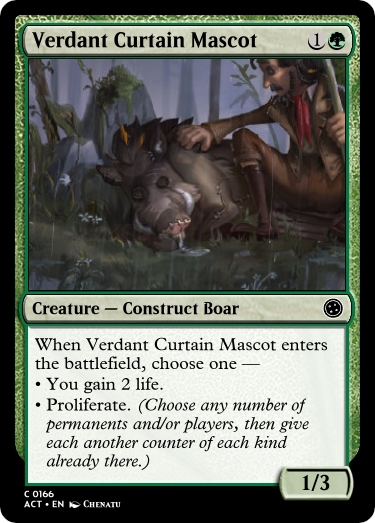 Verdant Curtain Mascot 1
Creature — Construct Boar
When Verdant Curtain Mascot enters
the battlefield, choose one —
• You gain 2 life.
• Proliferate. (Choose any number of
permanents and/or players, then give
each another counter of each kind
already there.)
1/3
C 0166
ACT • EN Chenatu